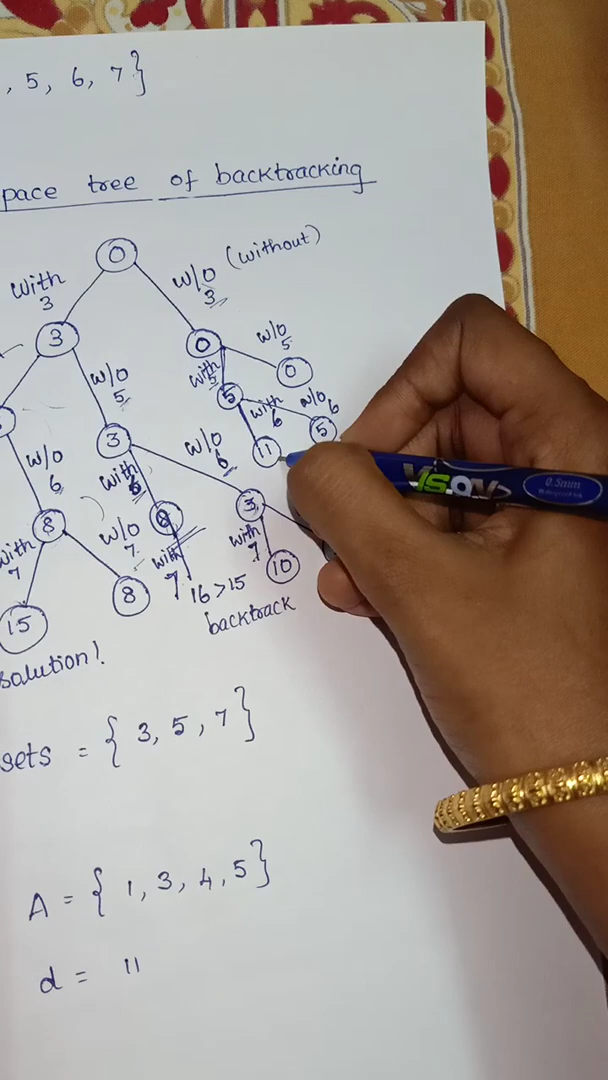 , 5, 6, 7}
pace tree of backtracking
0
with 3
w/o 3 (without)
3
0
w/o 5
with 5
w/o 5
0
5
with 6
w/o 6
3
11
5
w/o 6
with 6
w/o 6
8
3
with 7
w/o 7
with 7
with 7
15
8
16 > 15
10
backtrack
solution!
sets = {3, 5, 7}
A = {1, 3, 4, 5}
d = 11
0.5mm